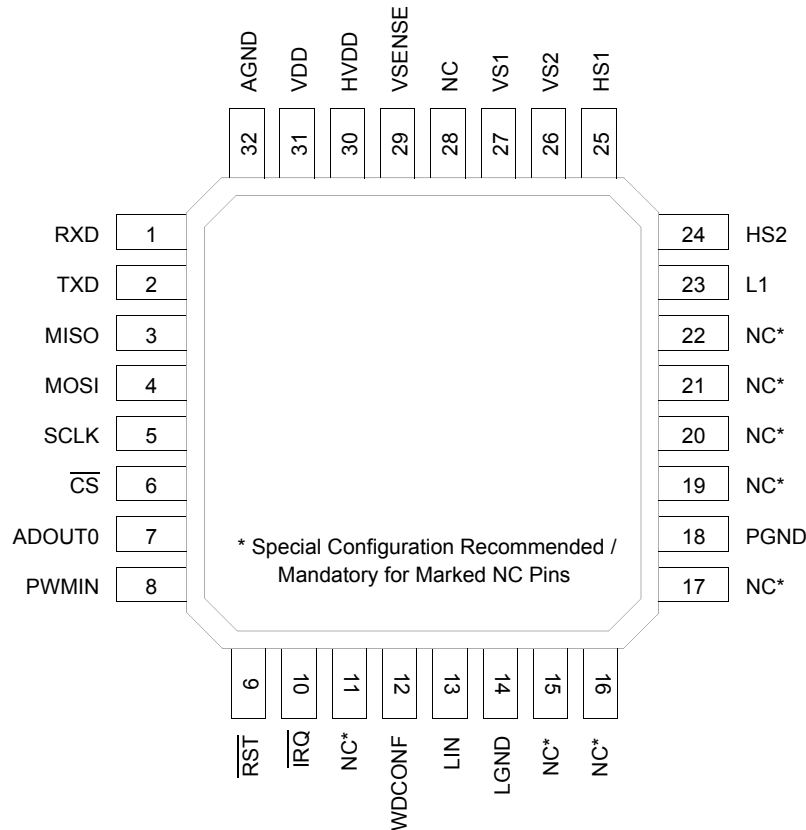 AGND
VDD
HVDD
VSENSE
NC
VS1
VS2
HS1
32
31
30
29
28
27
26
25
RXD 1
TXD 2
MISO 3
MOSI 4
SCLK 5
CS 6
ADOUT0 7
PWMIN 8
24 HS2
23 L1
22 NC*
21 NC*
20 NC*
19 NC*
18 PGND
17 NC*
* Special Configuration Recommended /
Mandatory for Marked NC Pins
9
10
11
12
13
14
15
16
RST
IRQ
NC*
WDCONF
LIN
LGND
NC*
NC*